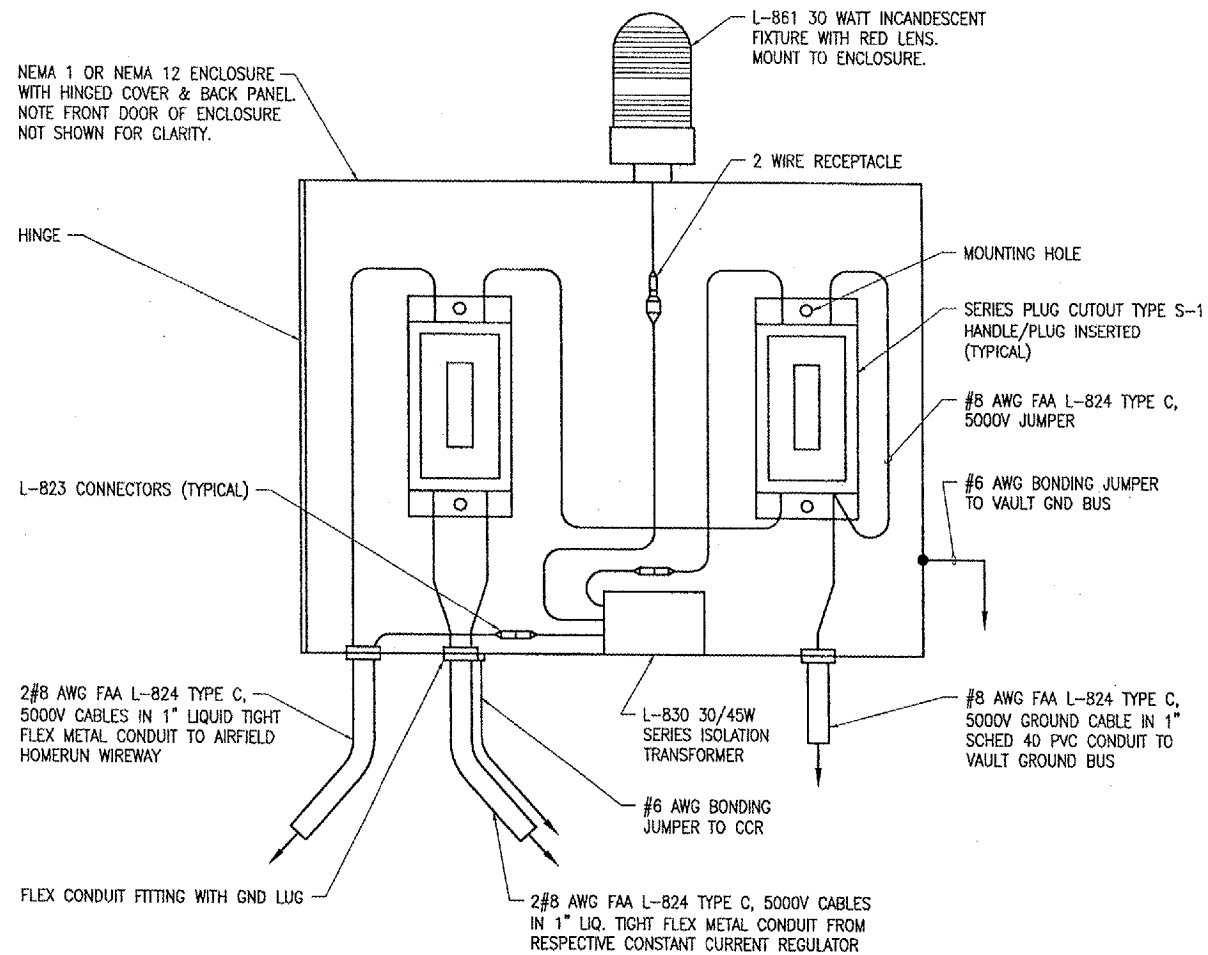 L-861 30 WATT INCANDESCENT
FIXTURE WITH RED LENS.
MOUNT TO ENCLOSURE.
NEMA 1 OR NEMA 12 ENCLOSURE
WITH HINGED COVER & BACK PANEL.
NOTE FRONT DOOR OF ENCLOSURE
NOT SHOWN FOR CLARITY.
2 WIRE RECEPTACLE
HINGE
MOUNTING HOLE
SERIES PLUG CUTOUT TYPE S-1
HANDLE/PLUG INSERTED
(TYPICAL)
#8 AWG FAA L-824 TYPE C,
5000V JUMPER
L-823 CONNECTORS (TYPICAL)
#6 AWG BONDING JUMPER
TO VAULT GND BUS
2#8 AWG FAA L-824 TYPE C,
5000V CABLES IN 1" LIQUID TIGHT
FLEX METAL CONDUIT TO AIRFIELD
HOMERUN WIREWAY
L-830 30/45W
SERIES ISOLATION
TRANSFORMER
#8 AWG FAA L-824 TYPE C,
5000V GROUND CABLE IN 1"
SCHED 40 PVC CONDUIT TO
VAULT GROUND BUS
#6 AWG BONDING
JUMPER TO CCR
FLEX CONDUIT FITTING WITH GND LUG
2#8 AWG FAA L-824 TYPE C, 5000V CABLES
IN 1" LIQ. TIGHT FLEX METAL CONDUIT FROM
RESPECTIVE CONSTANT CURRENT REGULATOR